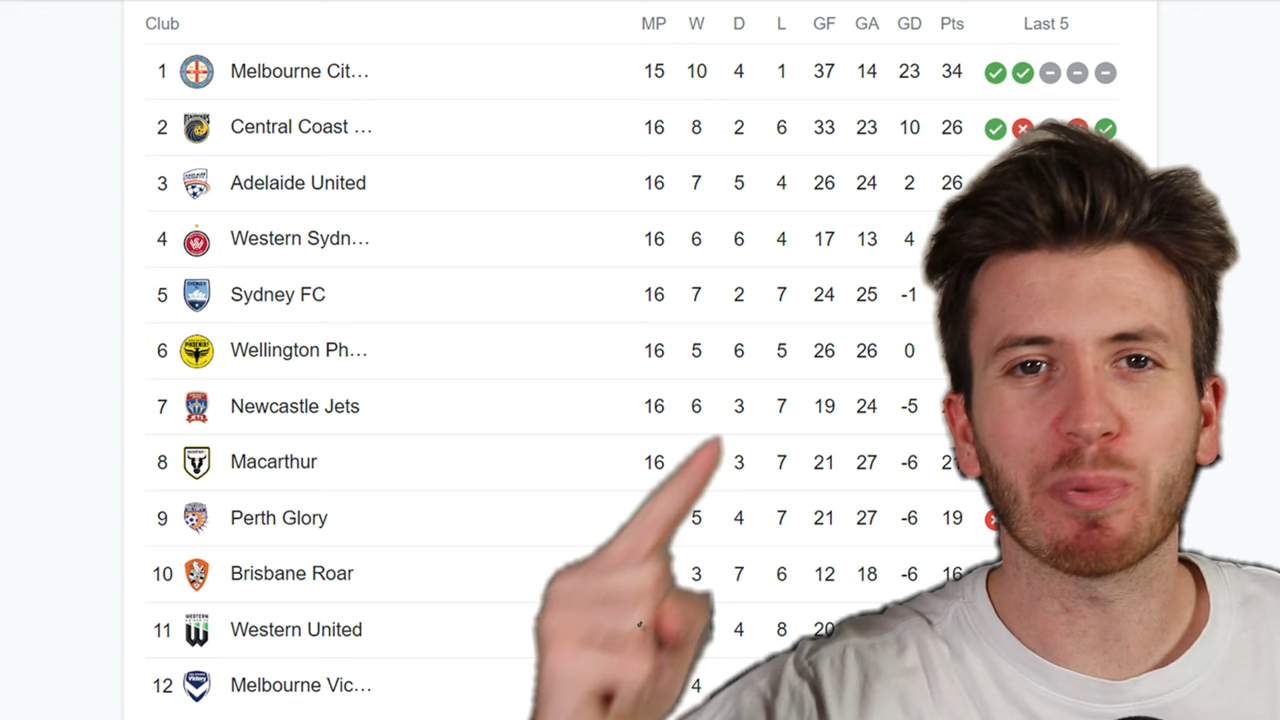 Club MP W D L GF GA GD Pts Last 5
1 Melbourne Cit… 15 10 4 1 37 14 23 34
2 Central Coast … 16 8 2 6 33 23 10 26
3 Adelaide United 16 7 5 4 26 24 2 26
4 Western Sydn… 16 6 6 4 17 13 4
5 Sydney FC 16 7 2 7 24 25 -1
6 Wellington Ph… 16 5 6 5 26 26 0
7 Newcastle Jets 16 6 3 7 19 24 -5
8 Macarthur 16 3 7 21 27 -6 21
9 Perth Glory 5 4 7 21 27 -6 19
10 Brisbane Roar 3 7 6 12 18 -6 16
11 Western United 4 8 20
12 Melbourne Vic… 4